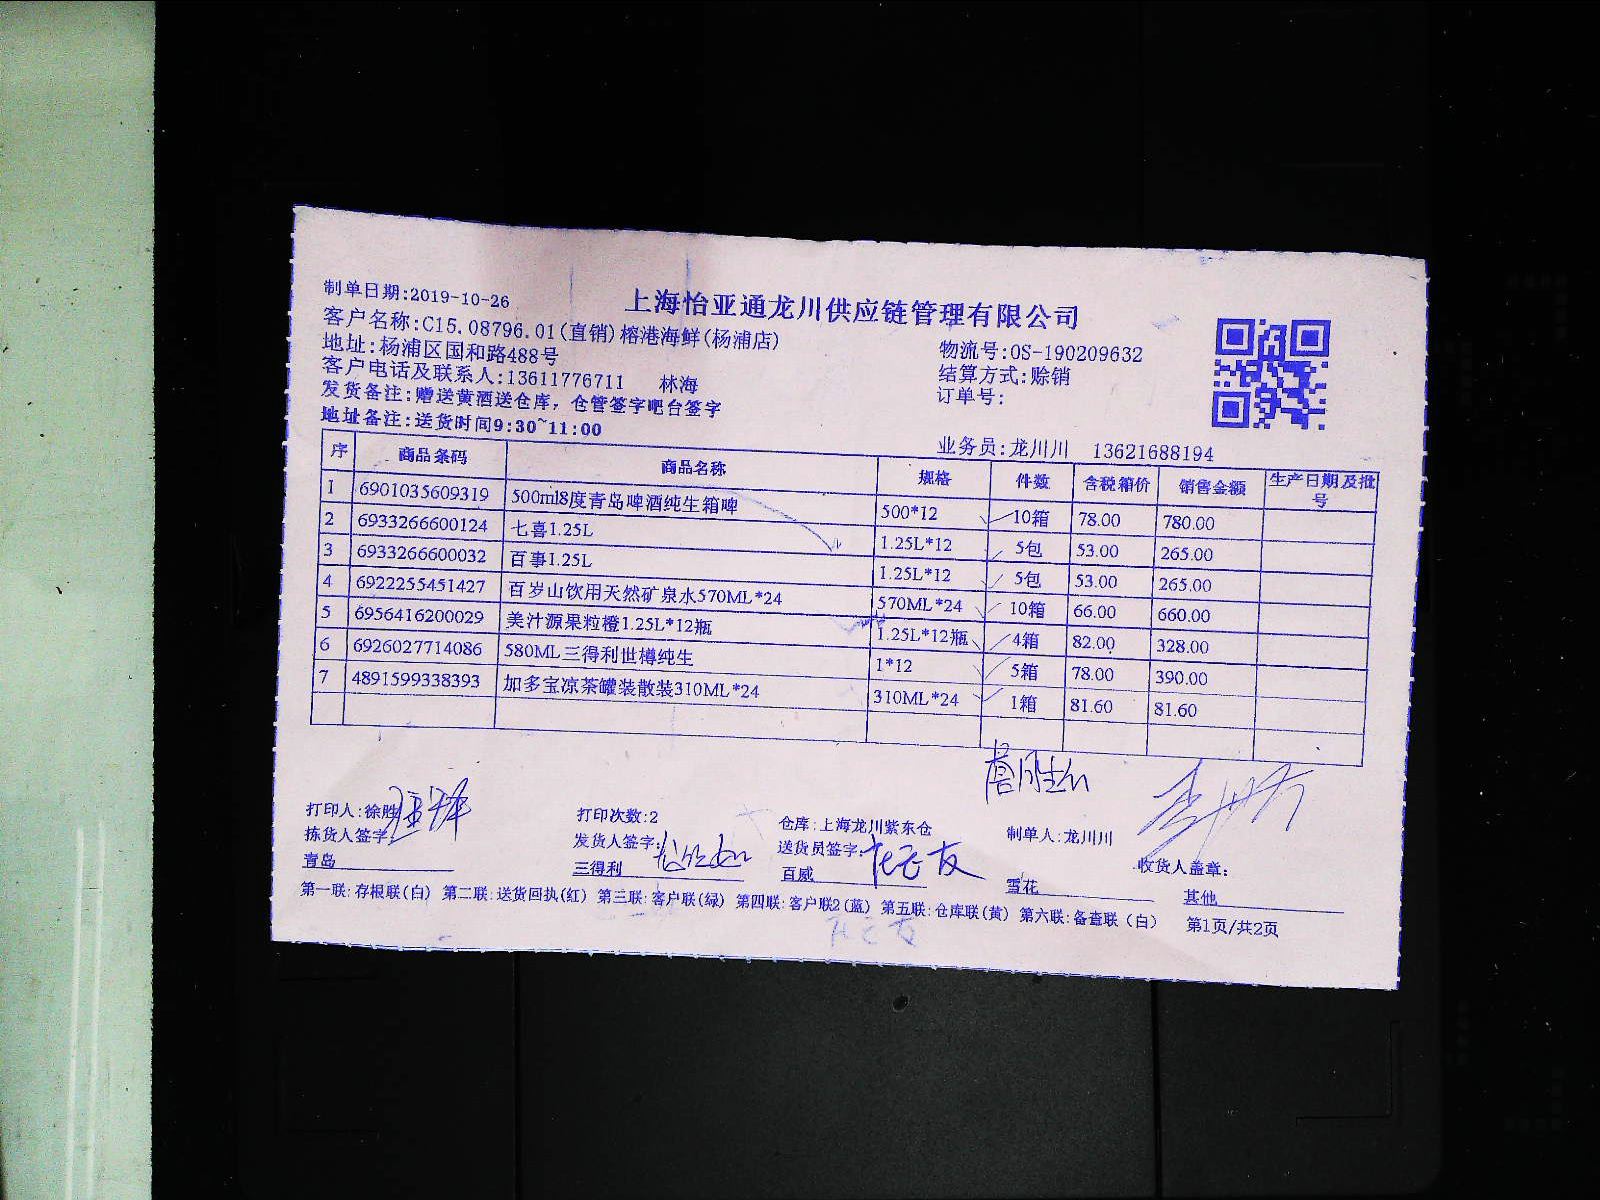 上海怡亚通龙川供应链管理有限公司
制单日期:2019-10-26
客户名称:C15.08796.01(直销)榕港海鲜(杨浦店)
地址:杨浦区国和路488号 物流号:OS-190209632
客户电话及联系人:13611776711 林海 结算方式:赊销
发货备注:赠送黄酒送仓库,仓管签字吧台签字 订单号:
地址备注:送货时间9:30~11:00 业务员:龙川川 13621688194
序 商品条码 商品名称 规格 件数 含税箱价 销售金额 生产日期及批号
1 6901035609319 500ml8度青岛啤酒纯生箱啤 500*12 10箱 78.00 780.00
2 6933266600124 七喜1.25L 1.25L*12 5包 53.00 265.00
3 6933266600032 百事1.25L 1.25L*12 5包 53.00 265.00
4 6922255451427 百岁山饮用天然矿泉水570ML*24 570ML*24 10箱 66.00 660.00
5 6956416200029 美汁源果粒橙1.25L*12瓶 1.25L*12瓶 4箱 82.00 328.00
6 6926027714086 580ML三得利世樽纯生 1*12 5箱 78.00 390.00
7 4891599338393 加多宝凉茶罐装散装310ML*24 310ML*24 1箱 81.60 81.60
打印人:徐胜 打印次数:2 仓库:上海龙川紫东仓 制单人:龙川川
拣货人签字: 发货人签字: 送货员签字: 收货人盖章:
青岛 三得利 百威 雪花 其他
第一联:存根联(白) 第二联:送货回执(红) 第三联:客户联(绿) 第四联:客户联2(蓝) 第五联:仓库联(黄) 第六联:备查联(白) 第1页/共2页